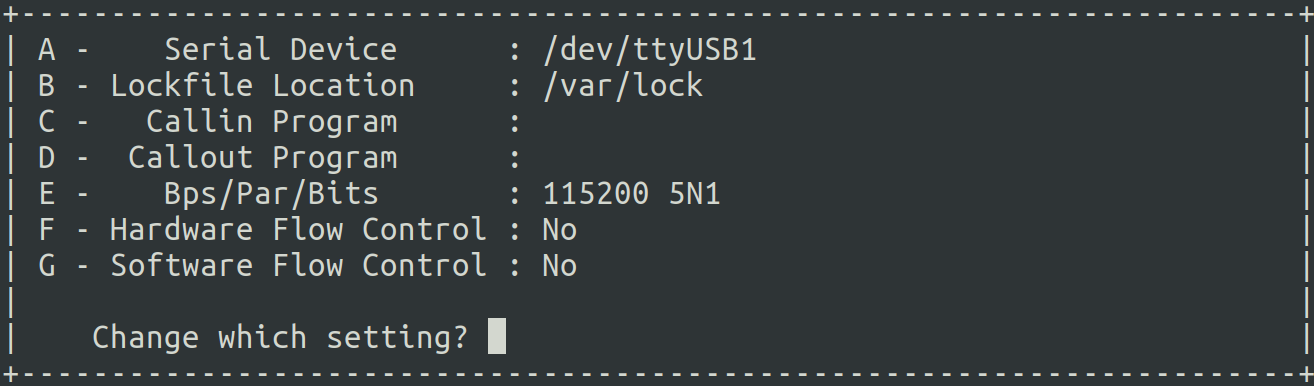 +-----------------------------------------------------------------------+
| A -    Serial Device      : /dev/ttyUSB1                              |
| B - Lockfile Location     : /var/lock                                 |
| C -   Callin Program      :                                           |
| D -  Callout Program      :                                           |
| E -    Bps/Par/Bits       : 115200 5N1                                |
| F - Hardware Flow Control : No                                        |
| G - Software Flow Control : No                                        |
|                                                                       |
|    Change which setting?                                              |
+-----------------------------------------------------------------------+